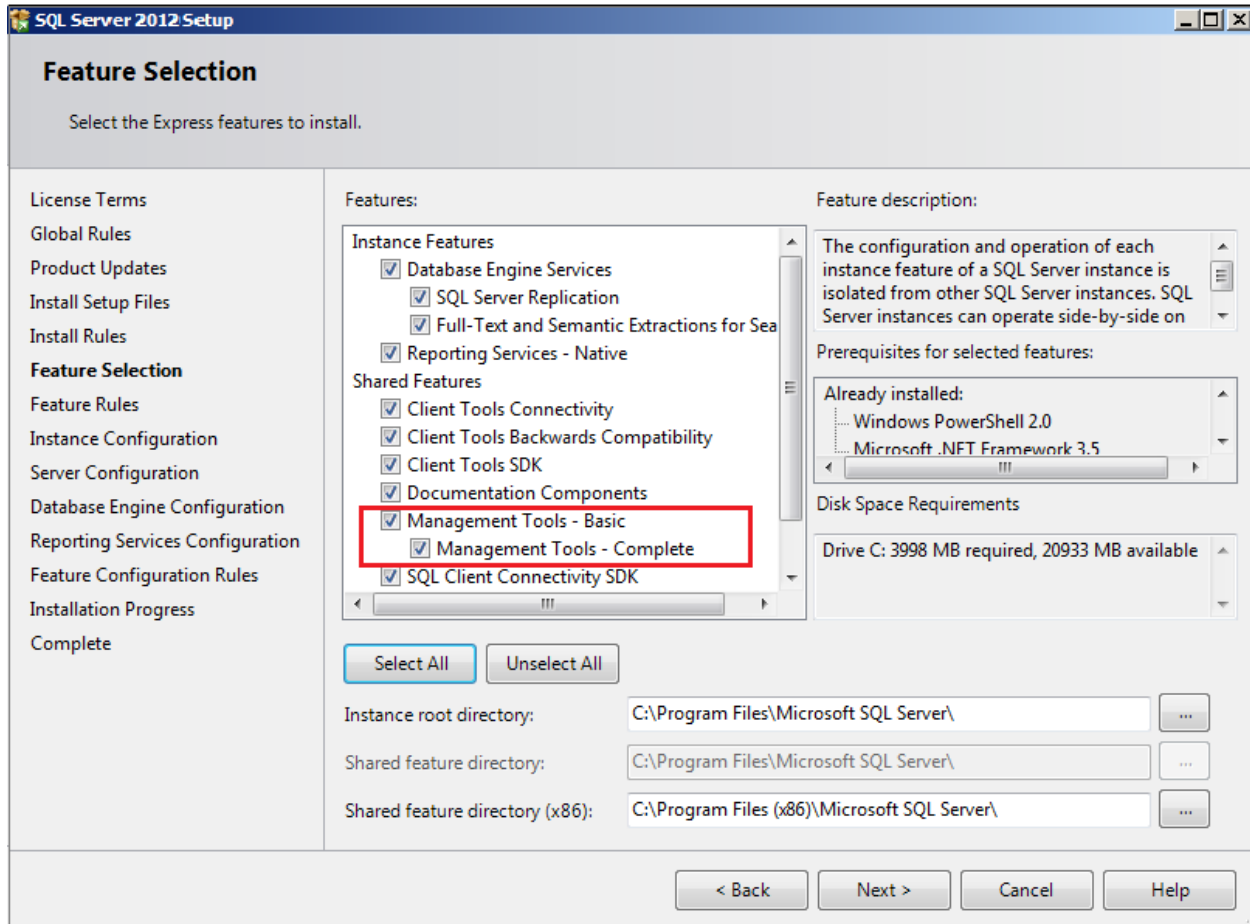 SQL Server 2012 Setup
Feature Selection
Select the Express features to install.
License Terms
Global Rules
Product Updates
Install Setup Files
Install Rules
Feature Selection
Feature Rules
Instance Configuration
Server Configuration
Database Engine Configuration
Reporting Services Configuration
Feature Configuration Rules
Installation Progress
Complete
Features:
Instance Features
Database Engine Services
SQL Server Replication
Full-Text and Semantic Extractions for Sea
Reporting Services - Native
Shared Features
Client Tools Connectivity
Client Tools Backwards Compatibility
Client Tools SDK
Documentation Components
Management Tools - Basic
Management Tools - Complete
SQL Client Connectivity SDK
Feature description:
The configuration and operation of each
instance feature of a SQL Server instance is
isolated from other SQL Server instances. SQL
Server instances can operate side-by-side on
Prerequisites for selected features:
Already installed:
Windows PowerShell 2.0
Microsoft .NET Framework 3.5
Disk Space Requirements
Drive C: 3998 MB required, 20933 MB available
Select All
Unselect All
Instance root directory:
C:\Program Files\Microsoft SQL Server\
...
Shared feature directory:
C:\Program Files\Microsoft SQL Server\
...
Shared feature directory (x86):
C:\Program Files (x86)\Microsoft SQL Server\
...
< Back
Next >
Cancel
Help